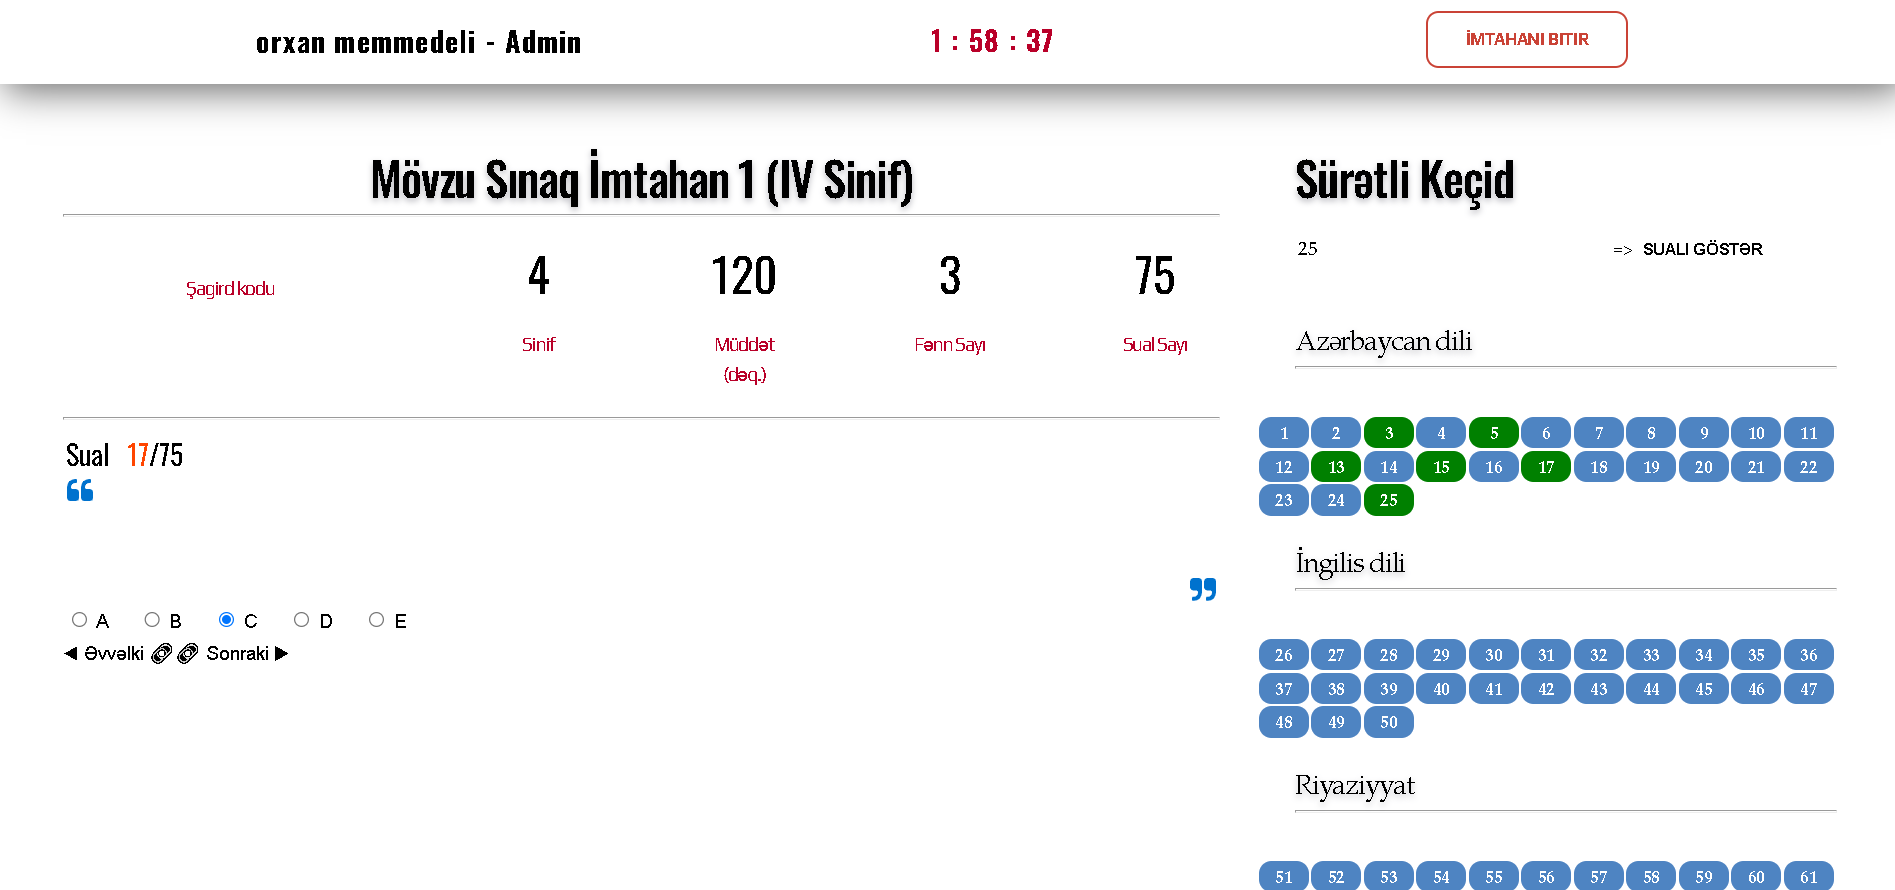 orxan memmedeli - Admin
1 : 58 : 37
İMTAHANI BITIR
Mövzu Sınaq İmtahan 1 (IV Sinif)
Şagird kodu
4
Sinif
120
Müddət
(dəq.)
3
Fənn Sayı
75
Sual Sayı
Sual 17/75
❝
❞
A B C D E
◄ Əvvəlki Sonraki ►
Sürətli Keçid
25 => SUALI GÖSTƏR
Azərbaycan dili
1 2 3 4 5 6 7 8 9 10 11
12 13 14 15 16 17 18 19 20 21 22
23 24 25
İngilis dili
26 27 28 29 30 31 32 33 34 35 36
37 38 39 40 41 42 43 44 45 46 47
48 49 50
Riyaziyyat
51 52 53 54 55 56 57 58 59 60 61